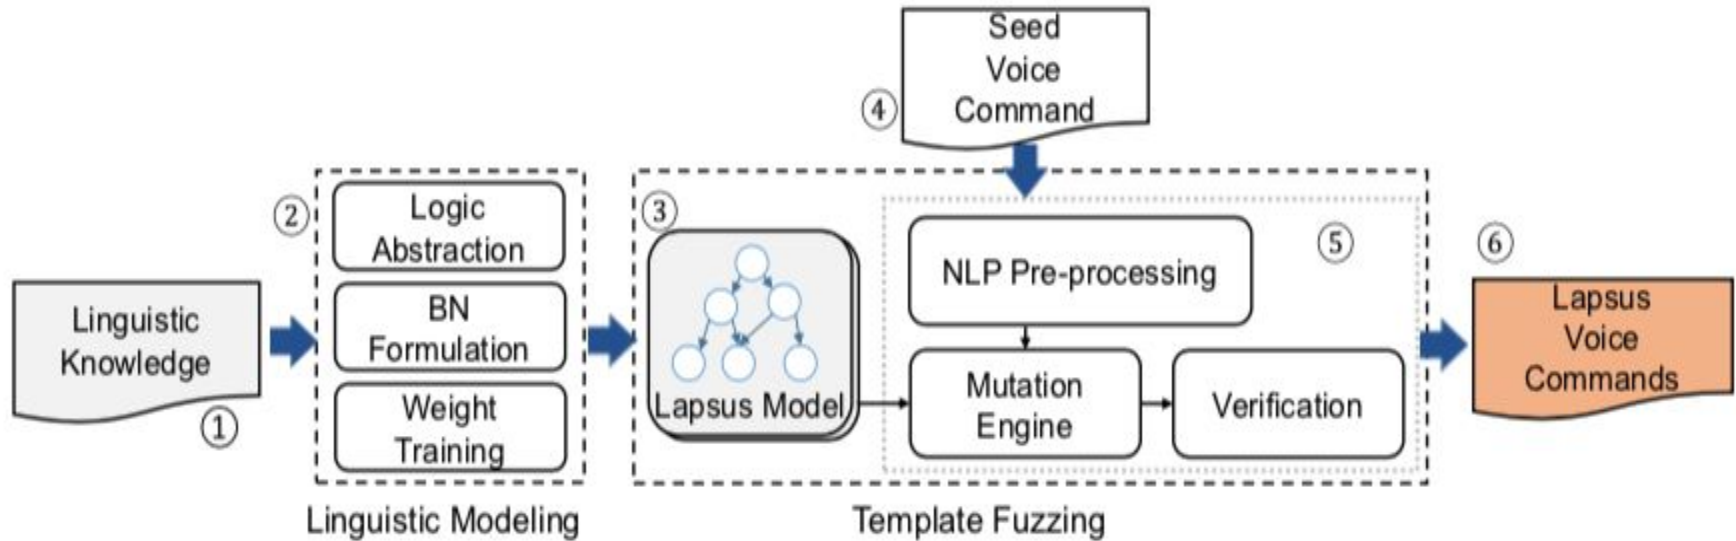 Linguistic
Knowledge
①
②
Logic
Abstraction
BN
Formulation
Weight
Training
Linguistic Modeling
③
Lapsus Model
④
Seed
Voice
Command
⑤
NLP Pre-processing
Mutation
Engine
Verification
Template Fuzzing
⑥
Lapsus
Voice
Commands